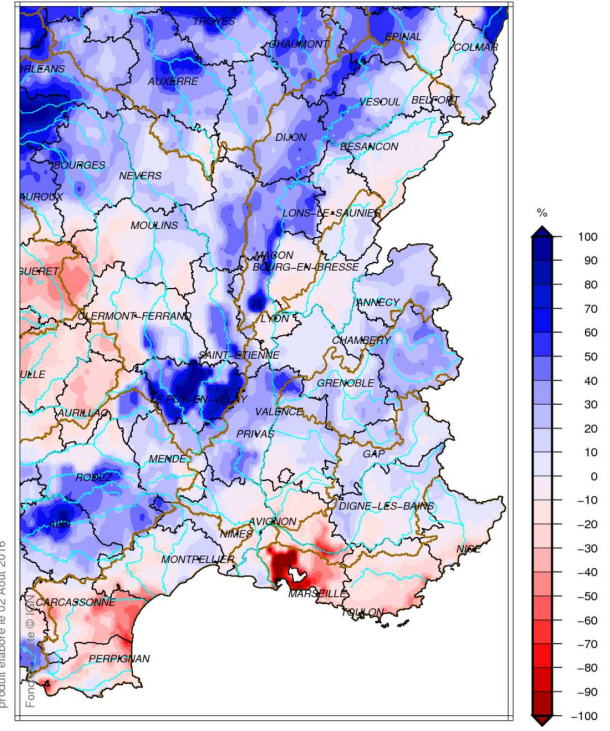 TROYES
EPINAL
CHAUMONT
COLMAR
ORLEANS
AUXERRE
VESOUL
BELFORT
DIJON
BESANCON
BOURGES
NEVERS
AUROUX
LONS-LE-SAUNIER
MOULINS
MACON
BOURG-EN-BRESSE
GUERET
ANNECY
CLERMONT-FERRAND
LYON
CHAMBERY
SAINT-ETIENNE
ULLE
GRENOBLE
LE-PUY-EN-VELAY
AURILLAC
VALENCE
PRIVAS
MENDE
GAP
RODEZ
DIGNE-LES-BAINS
ALBI
AVIGNON
NIMES
NICE
MONTPELLIER
MARSEILLE
CARCASSONNE
TOULON
PERPIGNAN
produit élaboré le 02 Août 2016
%
100
90
80
70
60
50
40
30
20
10
0
-10
-20
-30
-40
-50
-60
-70
-80
-90
-100